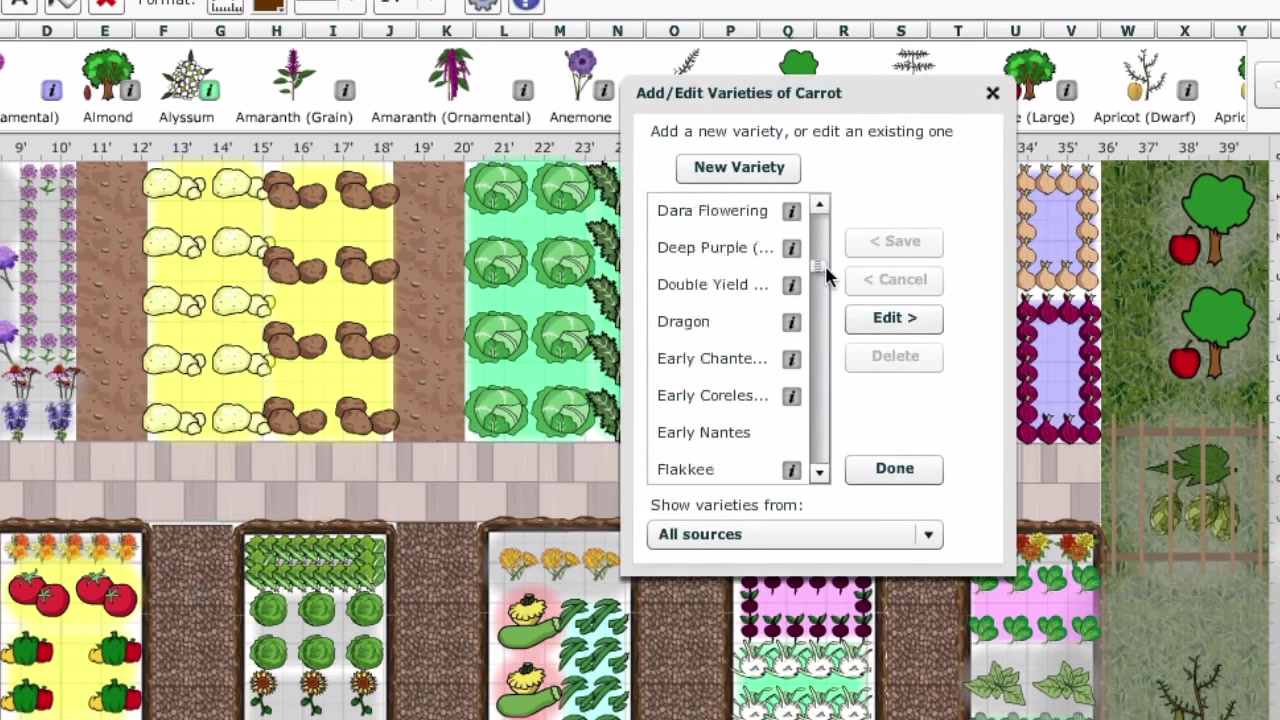 Format:
14
D E F G H I J K L M N O P Q R S T U V W X Y
i i i i i i i i
Almond Alyssum Amaranth (Grain) Amaranth (Ornamental) Anemone (Large) Apricot (Dwarf)
9' 10' 11' 12' 13' 14' 15' 16' 17' 18' 19' 20' 21' 22' 23' 34' 35' 36' 37' 38' 39'
Add/Edit Varieties of Carrot
Add a new variety, or edit an existing one
New Variety
Dara Flowering i
Deep Purple (... i
< Save
Double Yield ... i
< Cancel
Dragon i
Edit >
Early Chante... i
Delete
Early Coreles... i
Early Nantes
Flakkee i
Done
Show varieties from:
All sources